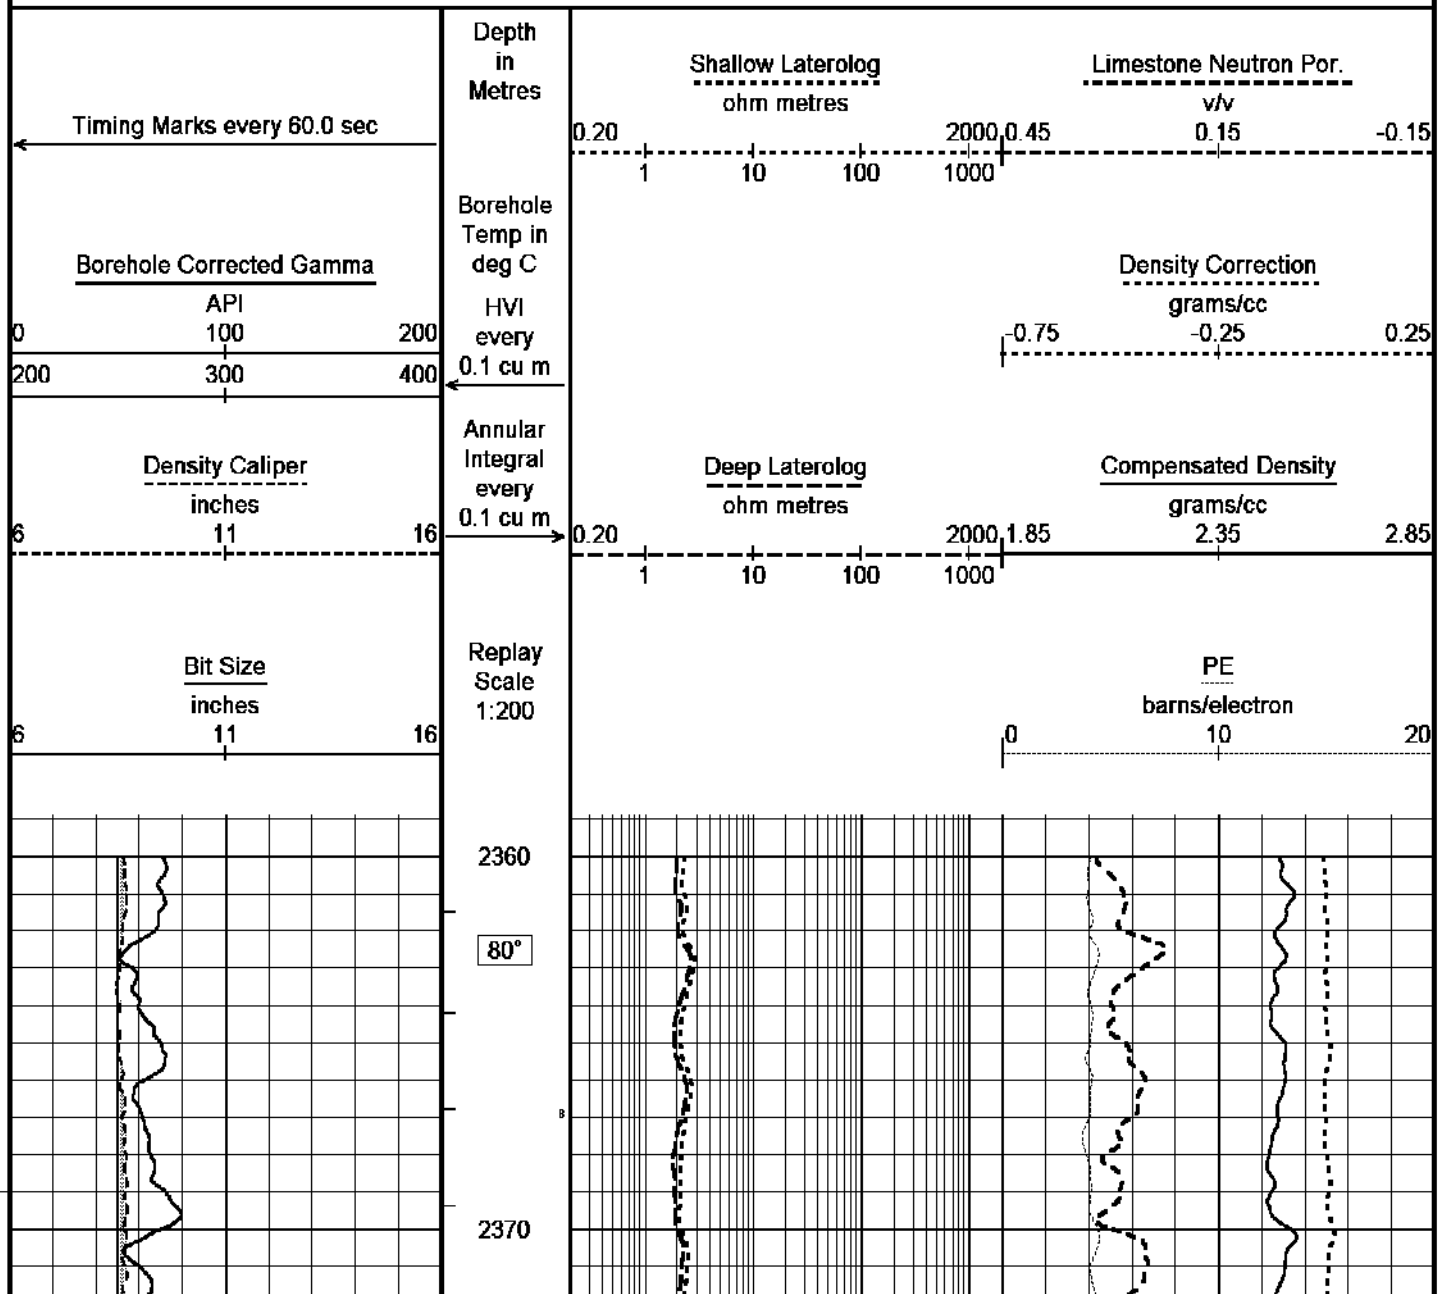 Timing Marks every 60.0 sec
Borehole Corrected Gamma
API
0 100 200
200 300 400
Density Caliper
inches
6 11 16
Bit Size
inches
6 11 16
Depth
in
Metres
Borehole
Temp in
deg C
HVI
every
0.1 cu m
Annular
Integral
every
0.1 cu m
Replay
Scale
1:200
Shallow Laterolog
ohm metres
0.20 2000
1 10 100 1000
Deep Laterolog
ohm metres
0.20 2000
1 10 100 1000
Limestone Neutron Por.
v/v
0.45 0.15 -0.15
Density Correction
grams/cc
-0.75 -0.25 0.25
Compensated Density
grams/cc
1.85 2.35 2.85
PE
barns/electron
0 10 20
2360
80°
2370